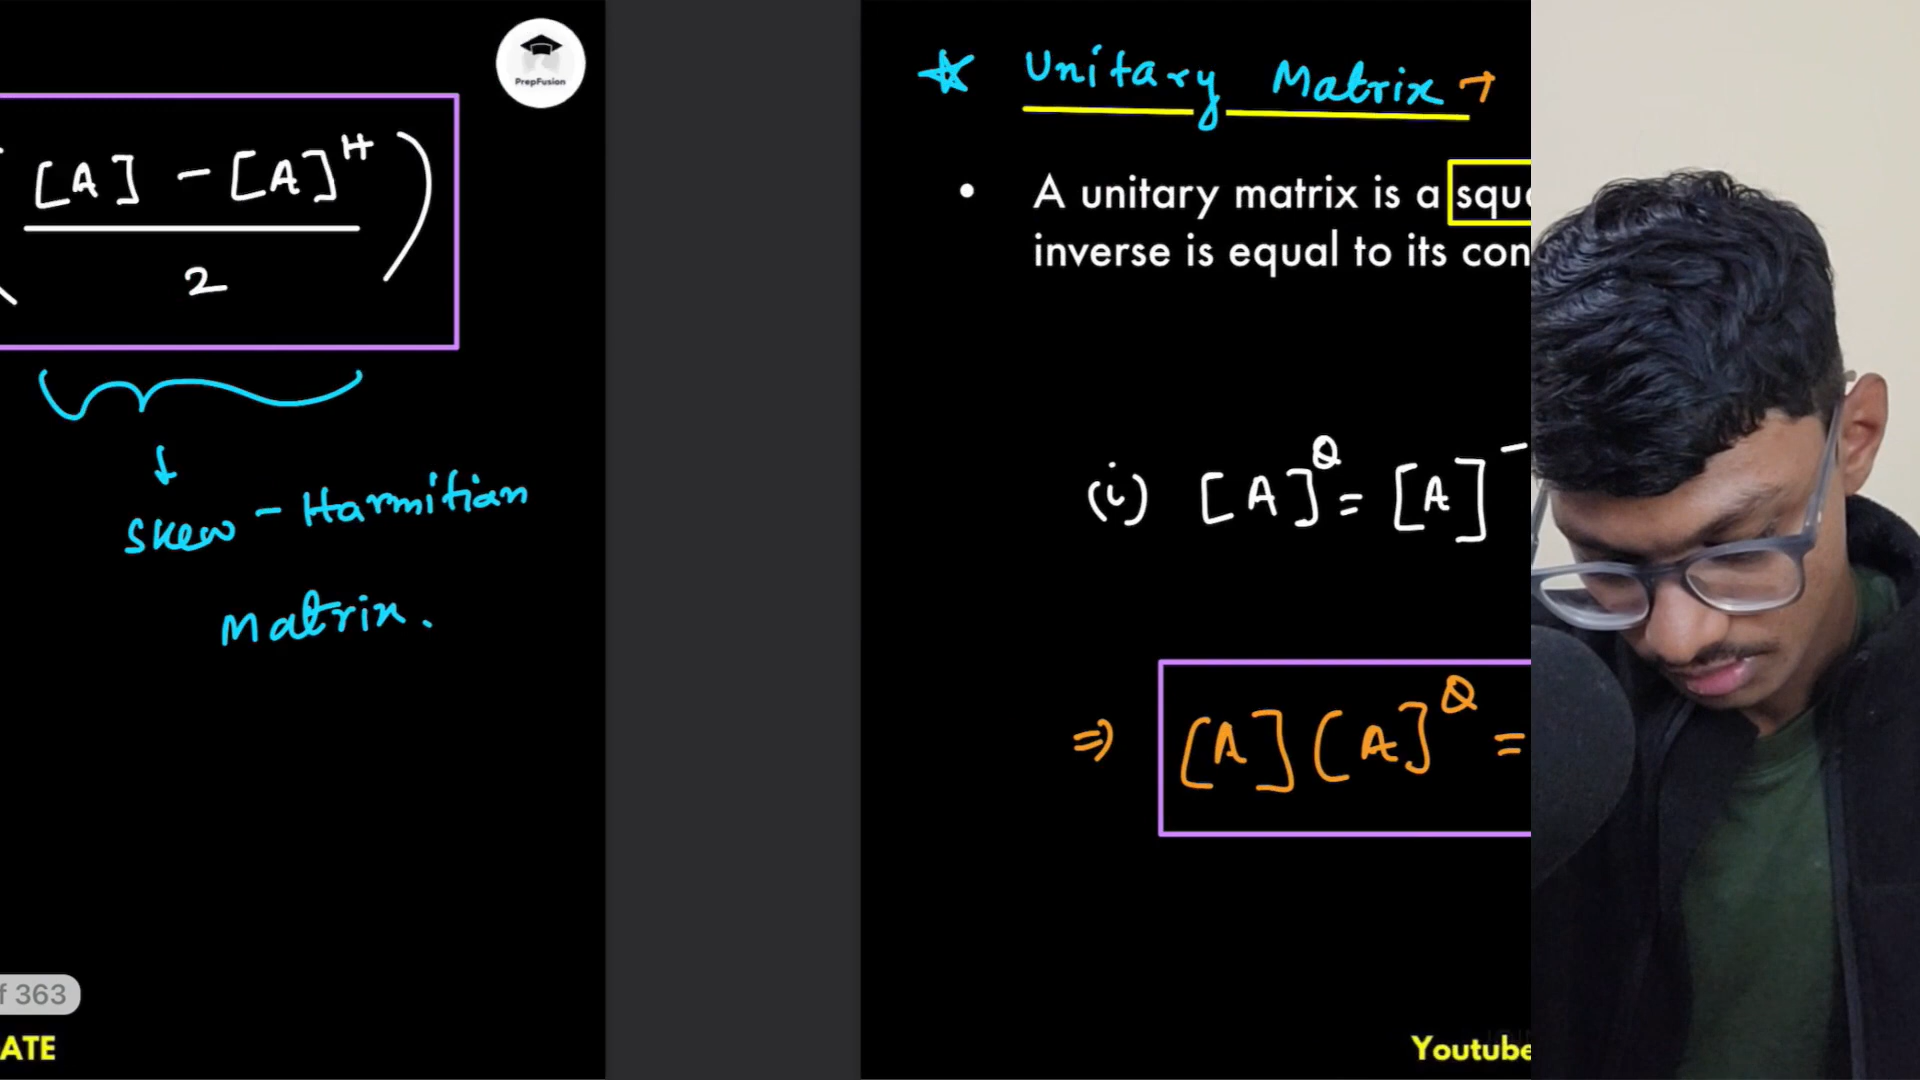 PrepFusion
[A] - [A]^H
2
Skew - Harmitian
Matrix.
f 363
ATE
Unitary Matrix →
• A unitary matrix is a squ
inverse is equal to its con
(i) [A]^θ = [A]^-
⇒ [A][A]^θ =
Youtube